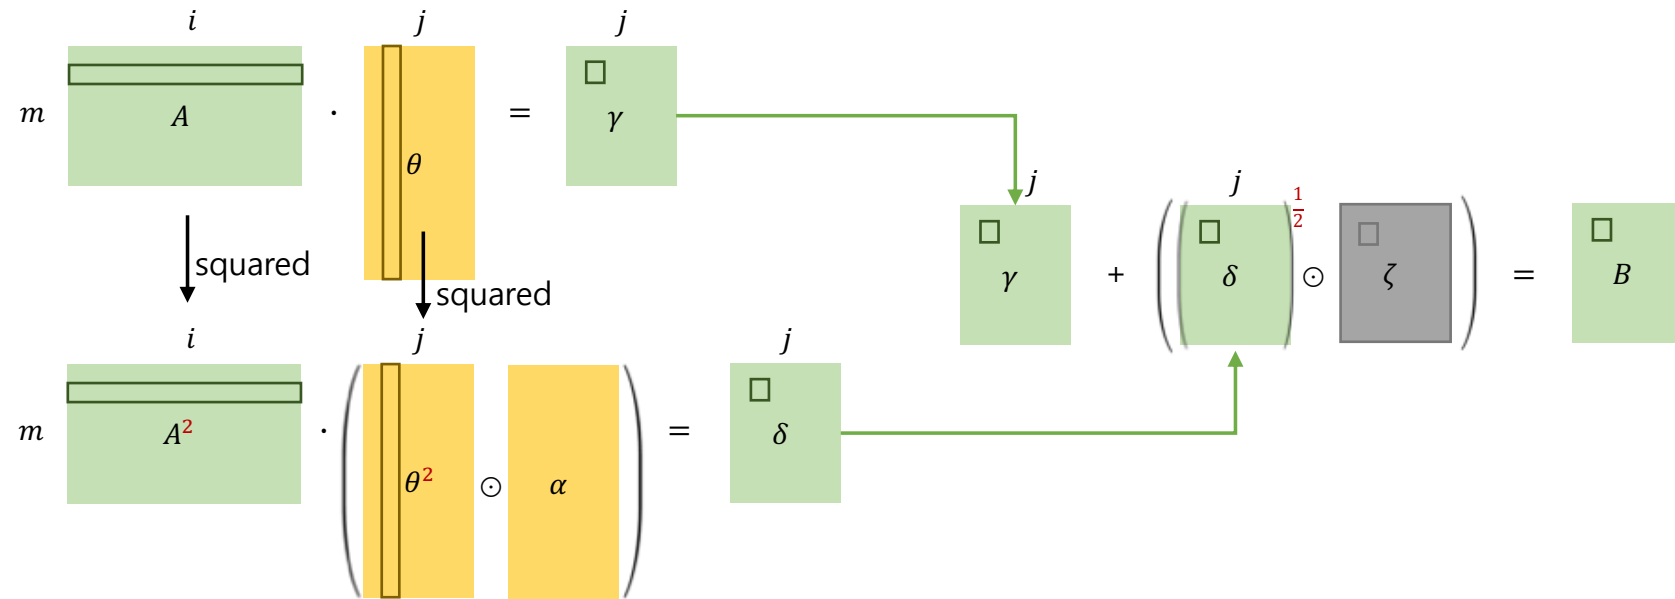 i j j
m A · θ = γ
squared squared
j j
γ + ( ( δ )^{1/2} ⊙ ζ ) = B
i j j
m A² · ( θ² ⊙ α ) = δ